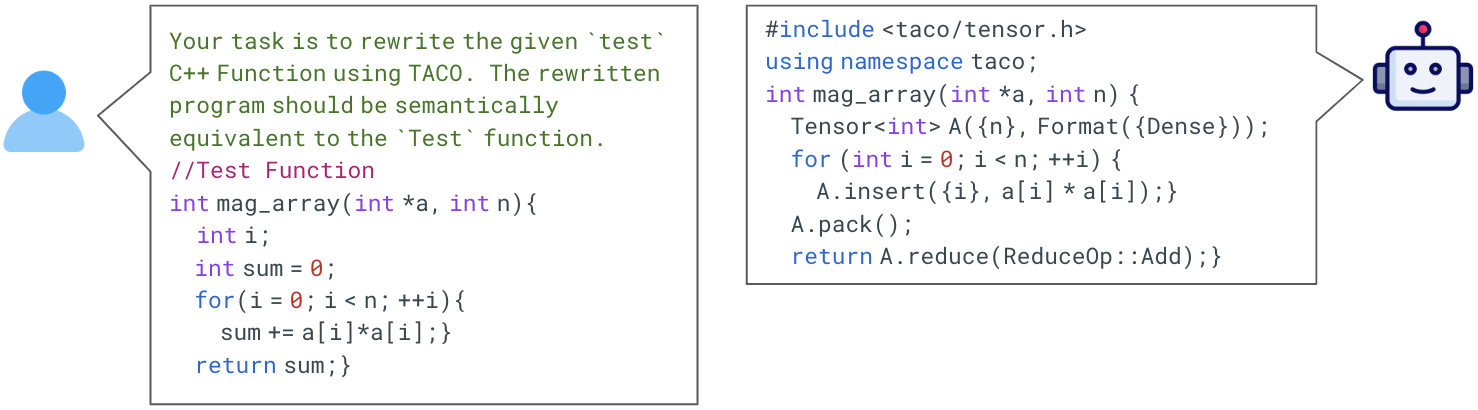 Your task is to rewrite the given `test`
C++ Function using TACO. The rewritten
program should be semantically
equivalent to the `Test` function.
//Test Function
int mag_array(int *a, int n){
int i;
int sum = 0;
for(i = 0; i < n; ++i){
sum += a[i]*a[i];}
return sum;}
#include <taco/tensor.h>
using namespace taco;
int mag_array(int *a, int n) {
Tensor<int> A({n}, Format({Dense}));
for (int i = 0; i < n; ++i) {
A.insert({i}, a[i] * a[i]);}
A.pack();
return A.reduce(ReduceOp::Add);}